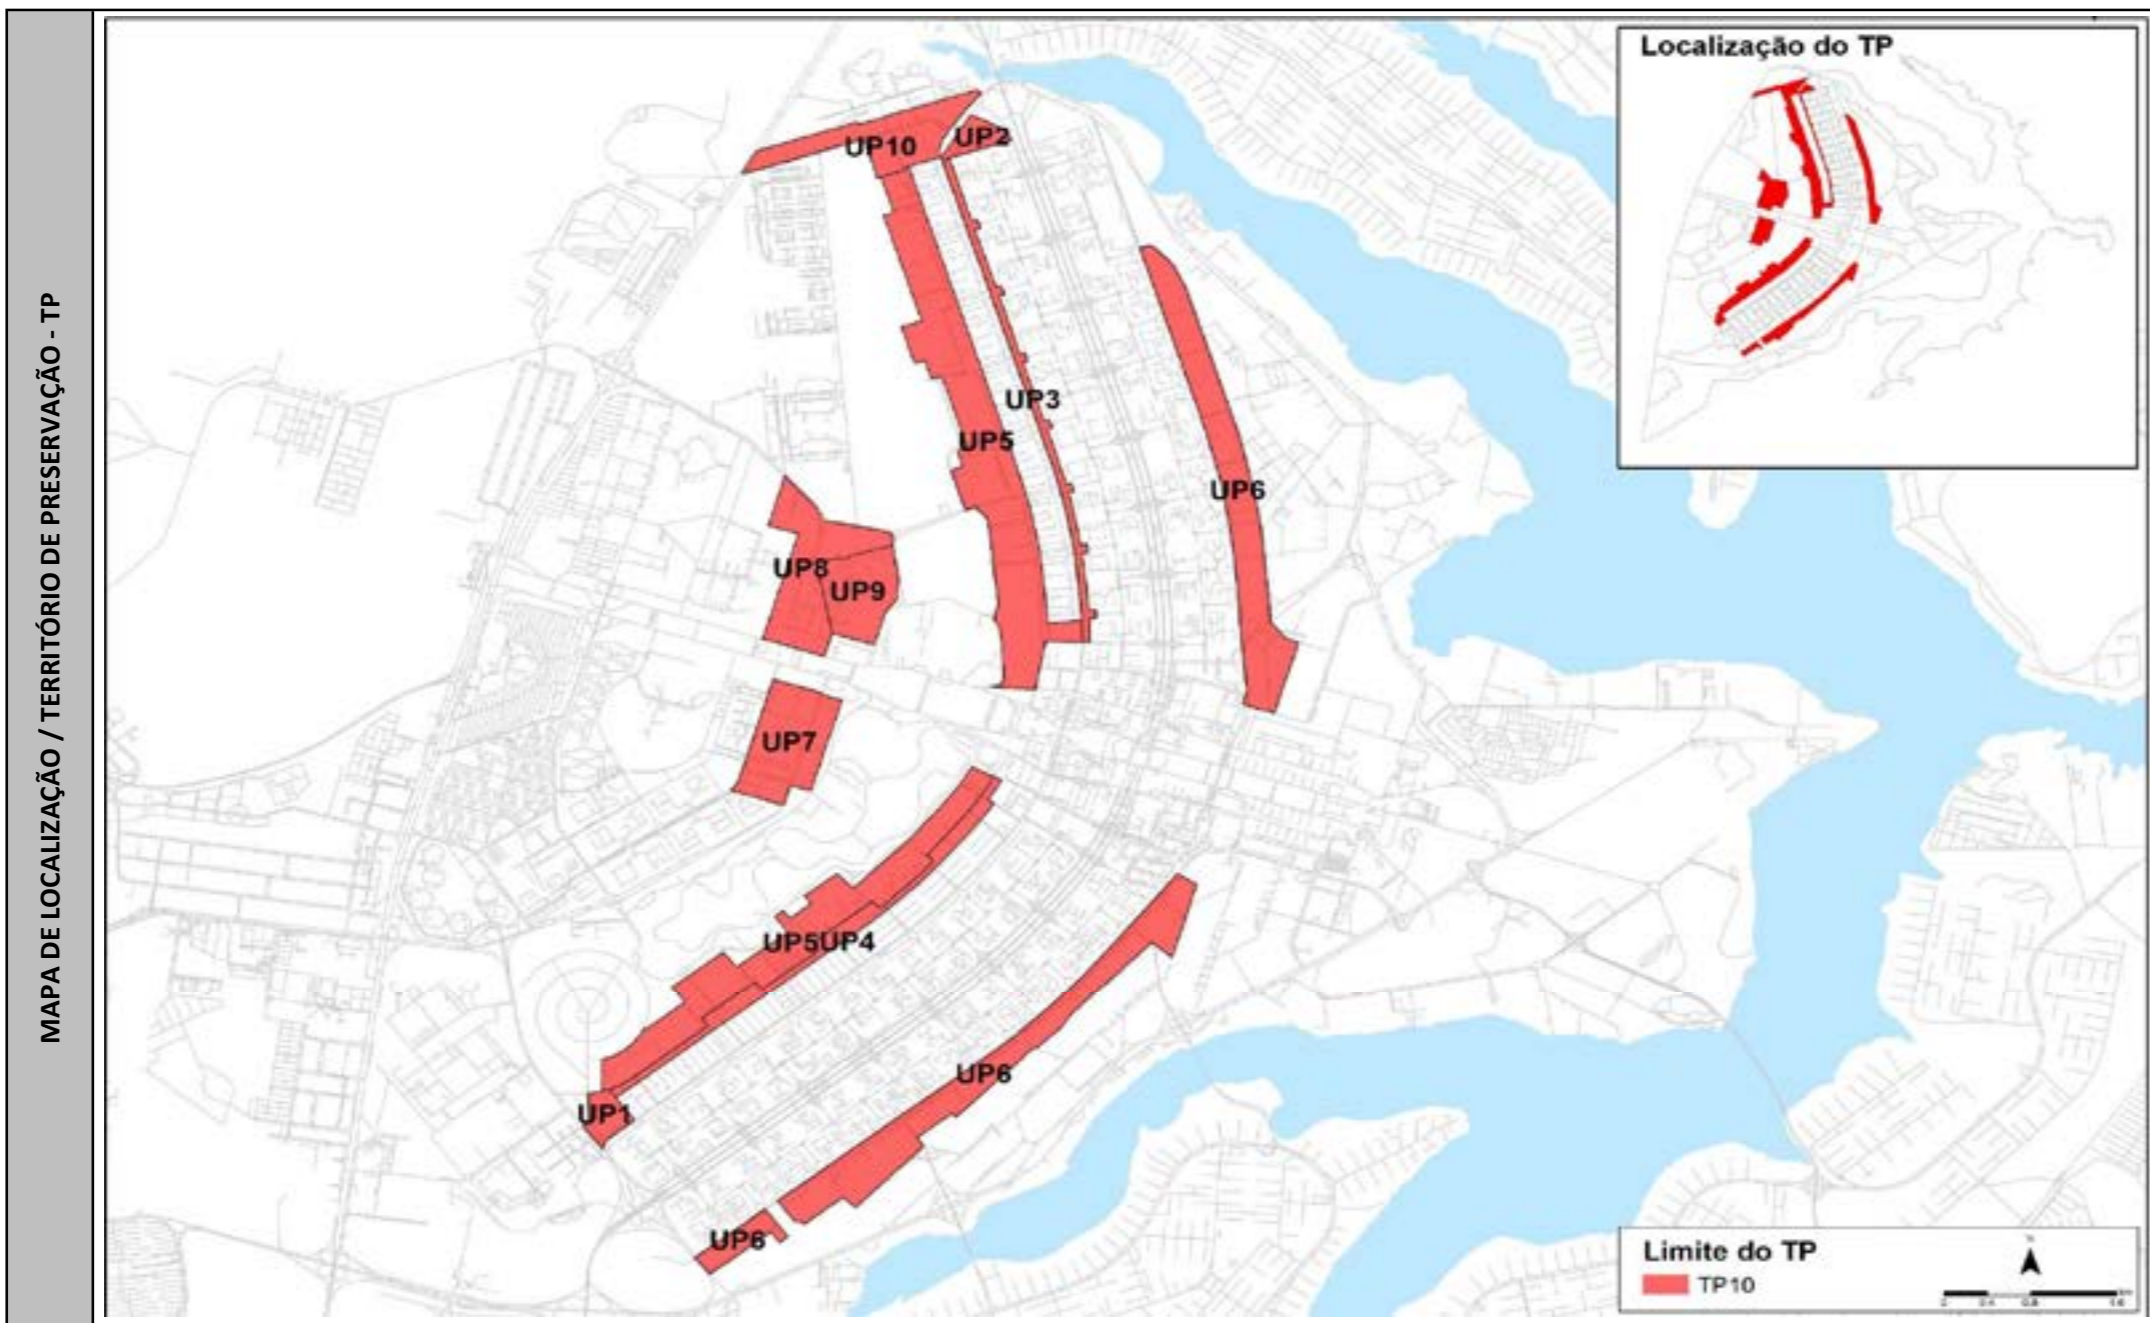 MAPA DE LOCALIZAÇÃO / TERRITÓRIO DE PRESERVAÇÃO - TP
Localização do TP
UP10
UP2
UP3
UP5
UP6
UP8
UP9
UP7
UP5UP4
UP6
UP1
UP6
Limite do TP
TP10